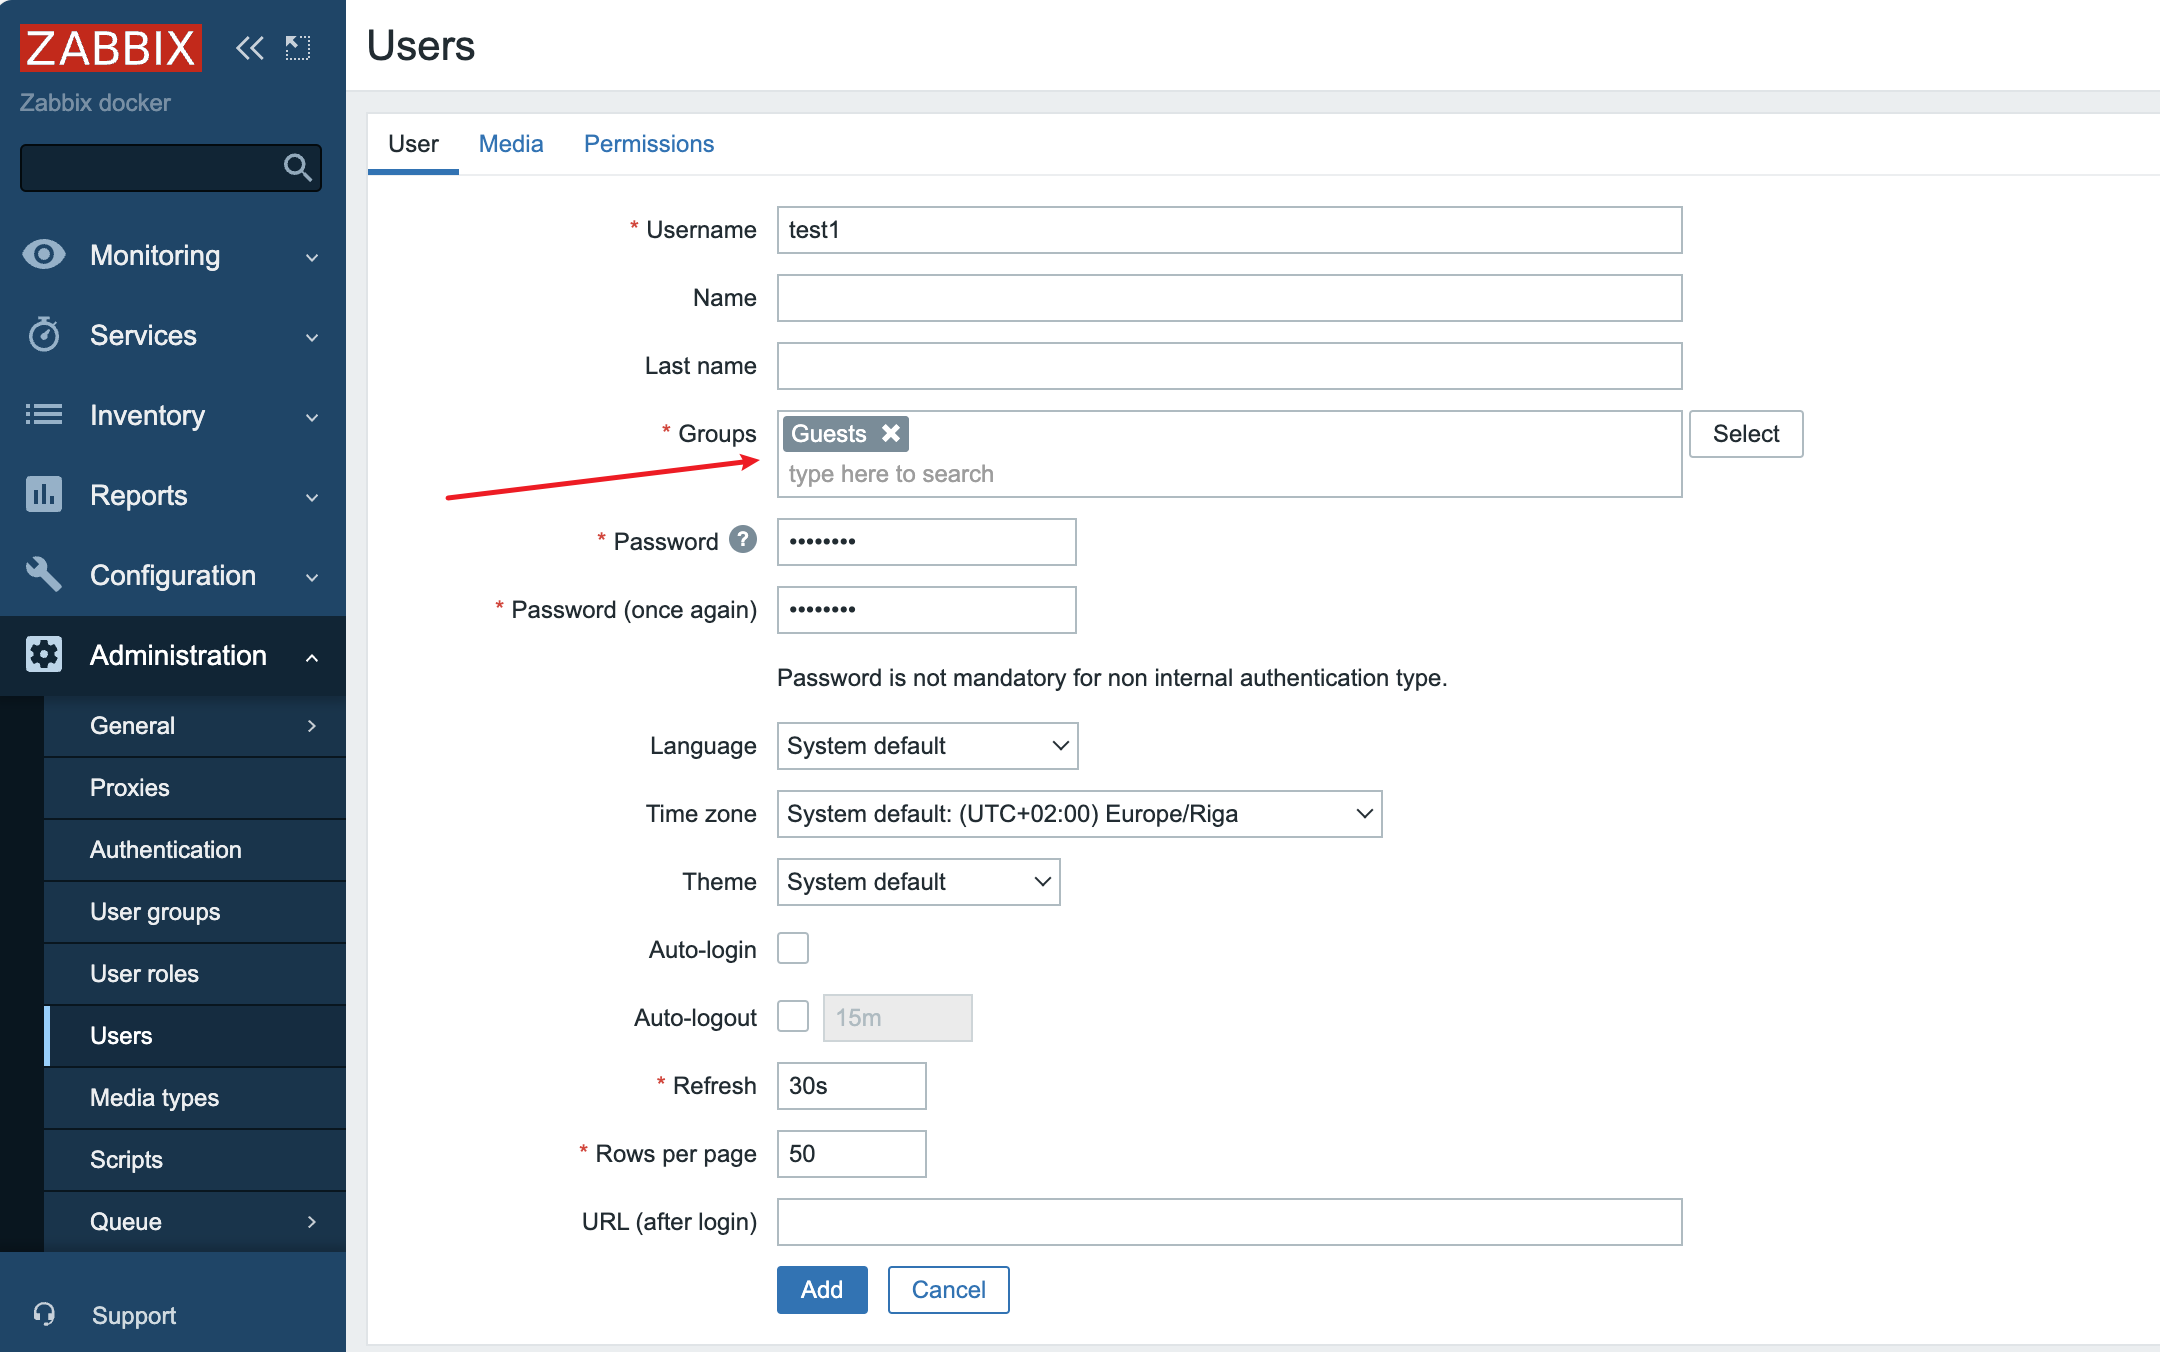 ZABBIX
Zabbix docker
Monitoring
Services
Inventory
Reports
Configuration
Administration
General
Proxies
Authentication
User groups
User roles
Users
Media types
Scripts
Queue
Support
Users
User Media Permissions
* Username test1
Name
Last name
* Groups Guests Select
type here to search
* Password ? ••••••••
* Password (once again) ••••••••
Password is not mandatory for non internal authentication type.
Language System default
Time zone System default: (UTC+02:00) Europe/Riga
Theme System default
Auto-login
Auto-logout 15m
* Refresh 30s
* Rows per page 50
URL (after login)
Add Cancel